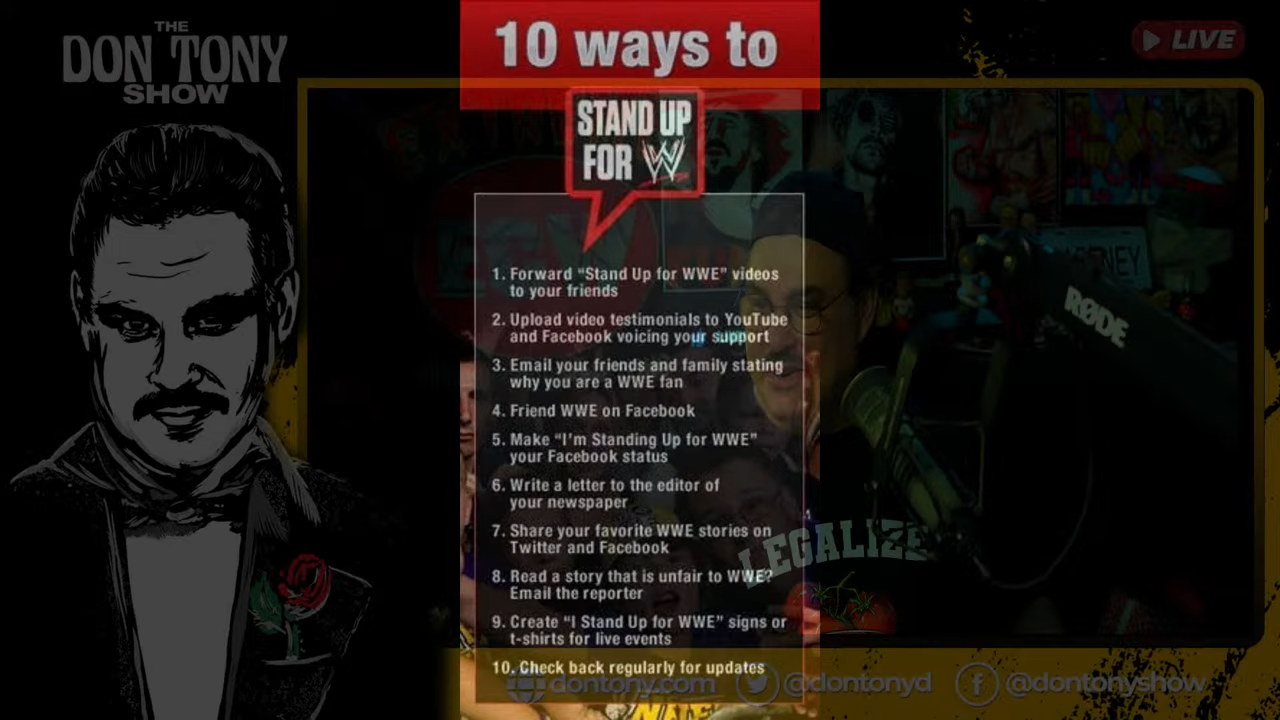 THE
DON TONY
SHOW
LIVE
10 ways to
STAND UP
FOR W
1. Forward “Stand Up for WWE” videos
to your friends
2. Upload video testimonials to YouTube
and Facebook voicing your support
3. Email your friends and family stating
why you are a WWE fan
4. Friend WWE on Facebook
5. Make “I’m Standing Up for WWE”
your Facebook status
6. Write a letter to the editor of
your newspaper
7. Share your favorite WWE stories on
Twitter and Facebook
8. Read a story that is unfair to WWE?
Email the reporter
9. Create “I Stand Up for WWE” signs or
t-shirts for live events
10. Check back regularly for updates
RØDE
LEGALIZE
dontony.com
@dontonyd
@dontonyshow